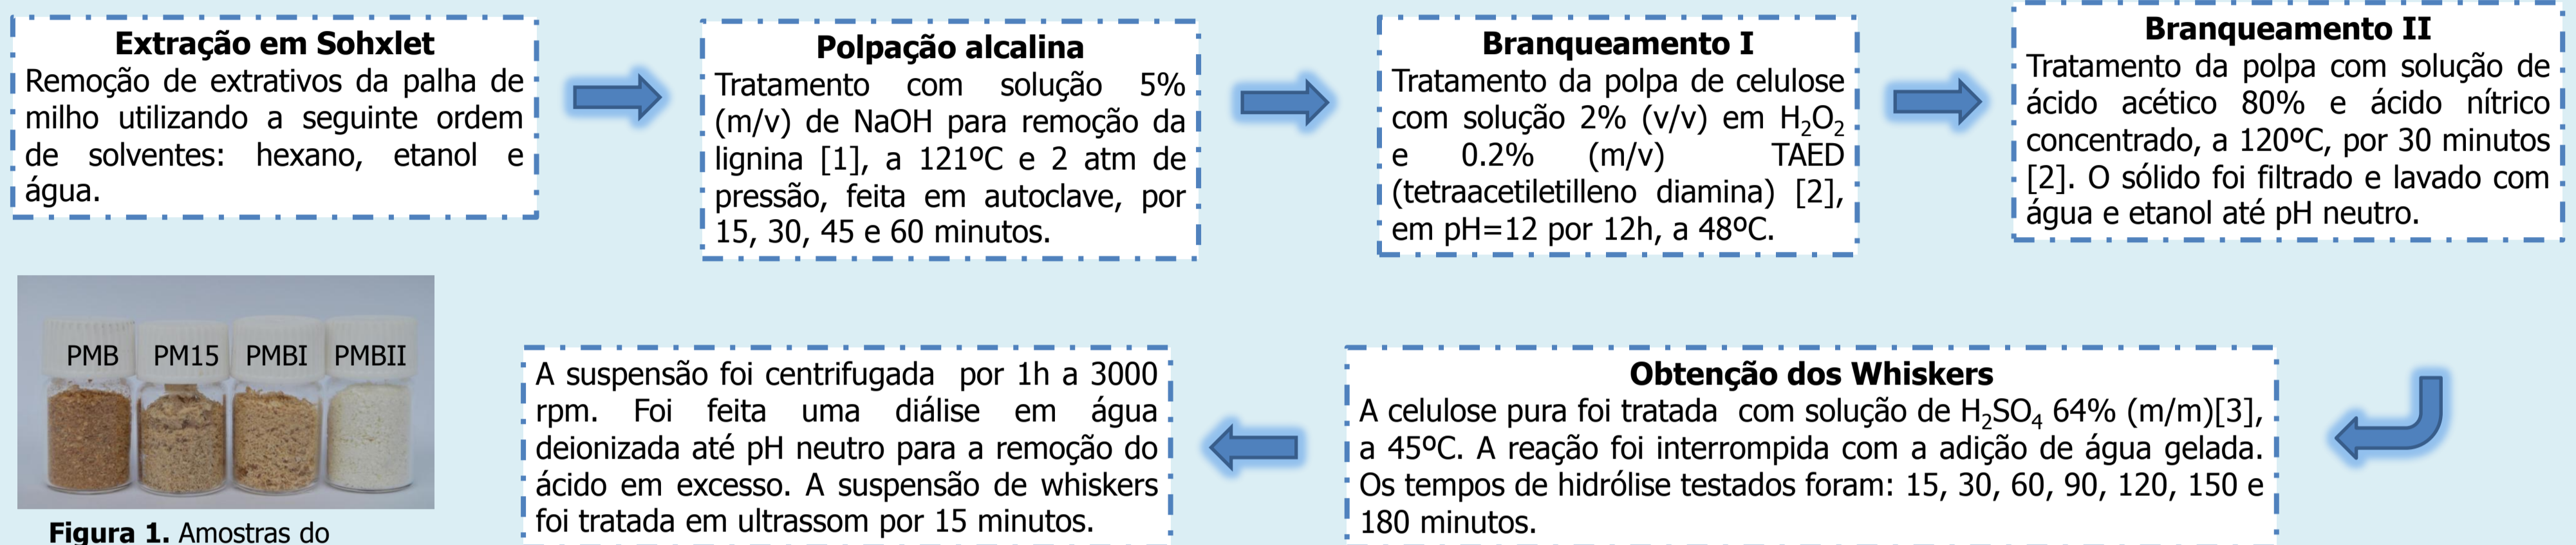 Extração em Sohxlet
Remoção de extrativos da palha de
milho utilizando a seguinte ordem
de solventes: hexano, etanol e
água.
Polpação alcalina
Tratamento com solução 5%
(m/v) de NaOH para remoção da
lignina [1], a 121ºC e 2 atm de
pressão, feita em autoclave, por
15, 30, 45 e 60 minutos.
Branqueamento I
Tratamento da polpa de celulose
com solução 2% (v/v) em H₂O₂
e 0.2% (m/v) TAED
(tetraacetiletilleno diamina) [2],
em pH=12 por 12h, a 48ºC.
Branqueamento II
Tratamento da polpa com solução de
ácido acético 80% e ácido nítrico
concentrado, a 120ºC, por 30 minutos
[2]. O sólido foi filtrado e lavado com
água e etanol até pH neutro.
Obtenção dos Whiskers
A celulose pura foi tratada com solução de H₂SO₄ 64% (m/m)[3],
a 45ºC. A reação foi interrompida com a adição de água gelada.
Os tempos de hidrólise testados foram: 15, 30, 60, 90, 120, 150 e
180 minutos.
A suspensão foi centrifugada por 1h a 3000
rpm. Foi feita uma diálise em água
deionizada até pH neutro para a remoção do
ácido em excesso. A suspensão de whiskers
foi tratada em ultrassom por 15 minutos.
PMB PM15 PMBI PMBII
Figura 1. Amostras do